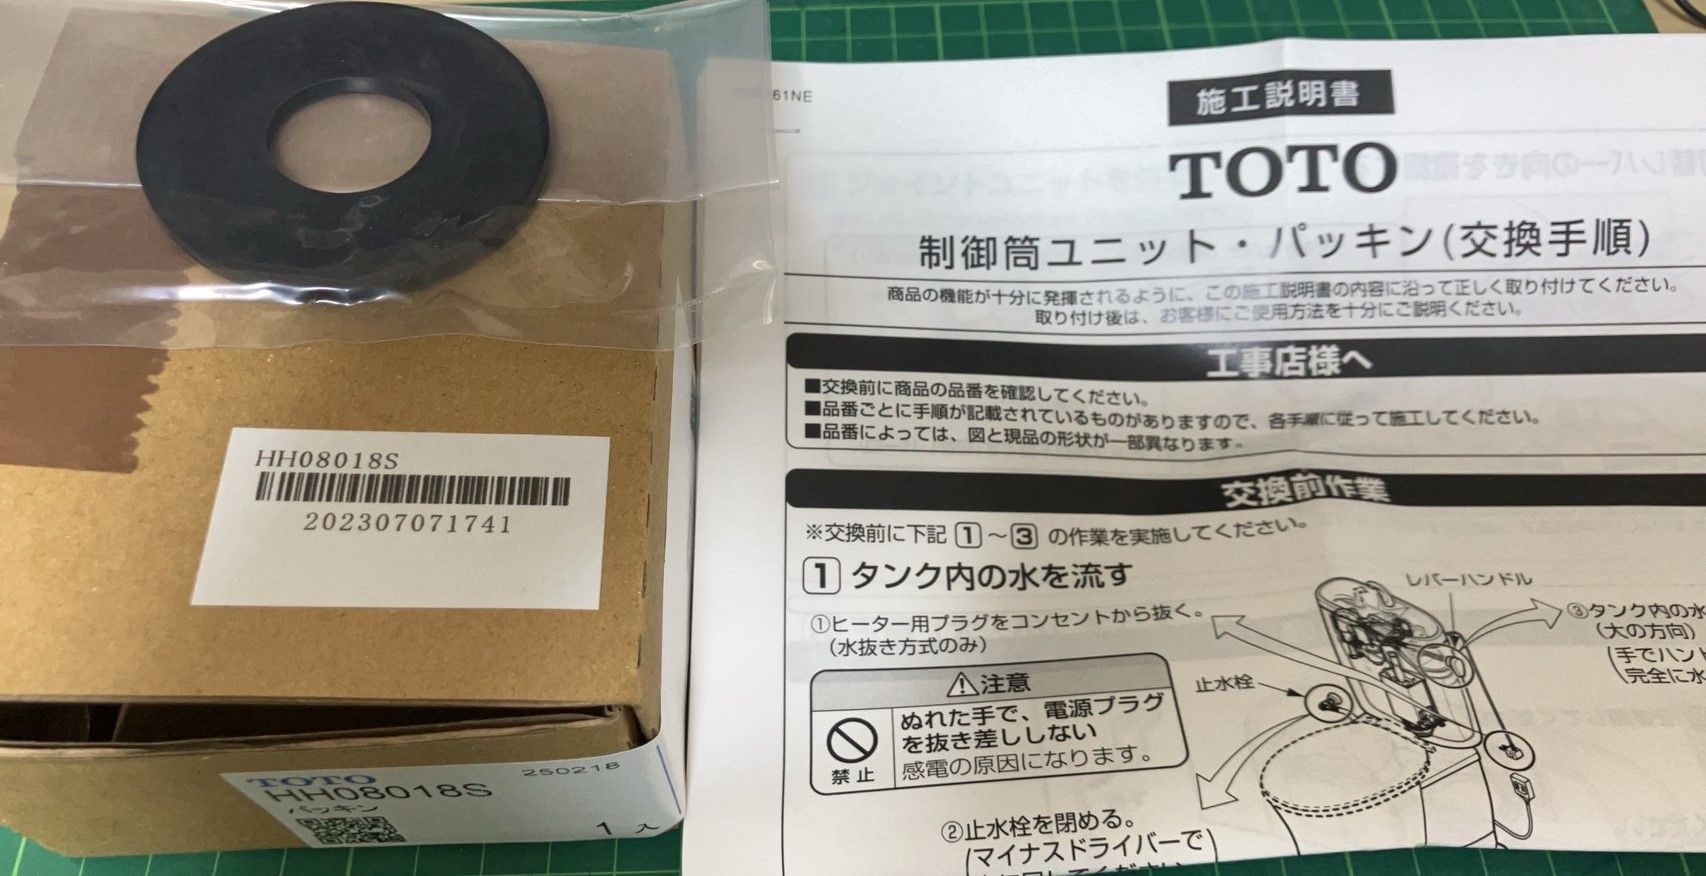 HH08018S
202307071741
TOTO
250218
HH08018S
パッキン
1 入
61NE
施工説明書
TOTO
制御筒ユニット・パッキン(交換手順)
商品の機能が十分に発揮されるように、この施工説明書の内容に沿って正しく取り付けてください。
取り付け後は、お客様にご使用方法を十分にご説明ください。
工事店様へ
■交換前に商品の品番を確認してください。
■品番ごとに手順が記載されているものがありますので、各手順に従って施工してください。
■品番によっては、図と現品の形状が一部異なります。
交換前作業
※交換前に下記 1 ～ 3 の作業を実施してください。
1 タンク内の水を流す
①ヒーター用プラグをコンセントから抜く。
(水抜き方式のみ)
⚠注意
禁止
ぬれた手で、電源プラグ
を抜き差ししない
感電の原因になります。
②止水栓を閉める。
(マイナスドライバーで
レバーハンドル
止水栓
③タンク内の水
(大の方向)
(手でハン
完全に水